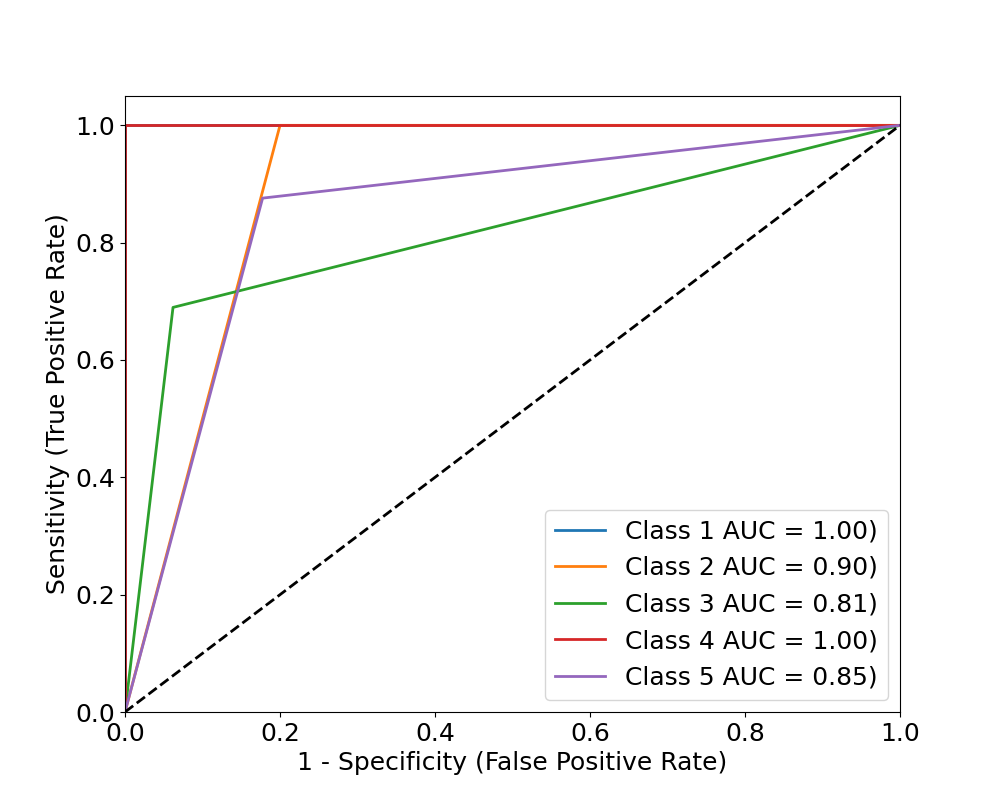 1.0
0.8
0.6
0.4
0.2
0.0
Sensitivity (True Positive Rate)
Class 1 AUC = 1.00)
Class 2 AUC = 0.90)
Class 3 AUC = 0.81)
Class 4 AUC = 1.00)
Class 5 AUC = 0.85)
0.0 0.2 0.4 0.6 0.8 1.0
1 - Specificity (False Positive Rate)